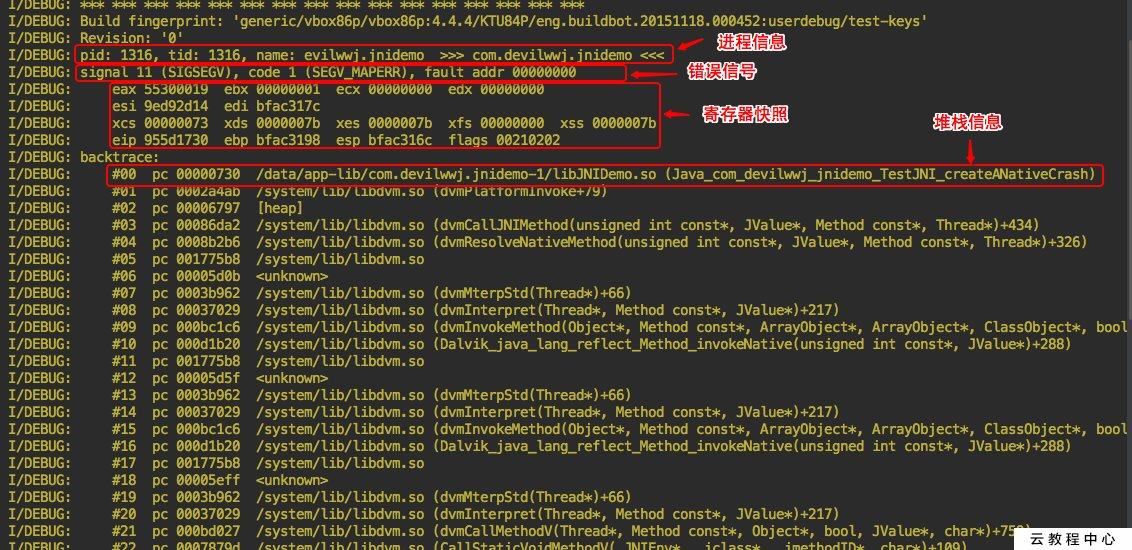 I/DEBUG: *** *** *** *** *** *** *** *** *** *** *** *** *** *** *** ***
I/DEBUG: Build fingerprint: 'generic/vbox86p/vbox86p:4.4.4/KTU84P/eng.buildbot.20151118.000452:userdebug/test-keys'
I/DEBUG: Revision: '0'
I/DEBUG: pid: 1316, tid: 1316, name: evilwwj.jnidemo  >>> com.devilwwj.jnidemo <<< 进程信息
I/DEBUG: signal 11 (SIGSEGV), code 1 (SEGV_MAPERR), fault addr 00000000 错误信号
I/DEBUG:     eax 55300019  ebx 00000001  ecx 00000000  edx 00000000
I/DEBUG:     esi 9ed92d14  edi bfac317c
I/DEBUG:     xcs 00000073  xds 0000007b  xes 0000007b  xfs 00000000  xss 0000007b 寄存器快照
I/DEBUG:     eip 955d1730  ebp bfac3198  esp bfac316c  flags 00210202
堆栈信息
I/DEBUG: backtrace:
I/DEBUG:     #00  pc 00000730  /data/app-lib/com.devilwwj.jnidemo-1/libJNIDemo.so (Java_com_devilwwj_jnidemo_TestJNI_createANativeCrash)
I/DEBUG:     #01  pc 0002a4ab  /system/lib/libdvm.so (dvmPlatformInvoke+79)
I/DEBUG:     #02  pc 00006797  [heap]
I/DEBUG:     #03  pc 00086da2  /system/lib/libdvm.so (dvmCallJNIMethod(unsigned int const*, JValue*, Method const*, Thread*)+434)
I/DEBUG:     #04  pc 0008b2b6  /system/lib/libdvm.so (dvmResolveNativeMethod(unsigned int const*, JValue*, Method const*, Thread*)+326)
I/DEBUG:     #05  pc 001775b8  /system/lib/libdvm.so
I/DEBUG:     #06  pc 00005d0b  <unknown>
I/DEBUG:     #07  pc 0003b962  /system/lib/libdvm.so (dvmMterpStd(Thread*)+66)
I/DEBUG:     #08  pc 00037029  /system/lib/libdvm.so (dvmInterpret(Thread*, Method const*, JValue*)+217)
I/DEBUG:     #09  pc 000bc1c6  /system/lib/libdvm.so (dvmInvokeMethod(Object*, Method const*, ArrayObject*, ArrayObject*, ClassObject*, bool
I/DEBUG:     #10  pc 000d1b20  /system/lib/libdvm.so (Dalvik_java_lang_reflect_Method_invokeNative(unsigned int const*, JValue*)+288)
I/DEBUG:     #11  pc 001775b8  /system/lib/libdvm.so
I/DEBUG:     #12  pc 00005d5f  <unknown>
I/DEBUG:     #13  pc 0003b962  /system/lib/libdvm.so (dvmMterpStd(Thread*)+66)
I/DEBUG:     #14  pc 00037029  /system/lib/libdvm.so (dvmInterpret(Thread*, Method const*, JValue*)+217)
I/DEBUG:     #15  pc 000bc1c6  /system/lib/libdvm.so (dvmInvokeMethod(Object*, Method const*, ArrayObject*, ArrayObject*, ClassObject*, bool
I/DEBUG:     #16  pc 000d1b20  /system/lib/libdvm.so (Dalvik_java_lang_reflect_Method_invokeNative(unsigned int const*, JValue*)+288)
I/DEBUG:     #17  pc 001775b8  /system/lib/libdvm.so
I/DEBUG:     #18  pc 00005eff  <unknown>
I/DEBUG:     #19  pc 0003b962  /system/lib/libdvm.so (dvmMterpStd(Thread*)+66)
I/DEBUG:     #20  pc 00037029  /system/lib/libdvm.so (dvmInterpret(Thread*, Method const*, JValue*)+217)
I/DEBUG:     #21  pc 000bd027  /system/lib/libdvm.so (dvmCallMethodV(Thread*, Method const*, Object*, bool, JValue*, char*)
I/DEBUG:     #22  pc 0007879d  /system/lib/libdvm.so (CallStaticVoidMethodV(_JNIEnv*, _jclass*, _jmethodID*, char*)+109)
云教程中心